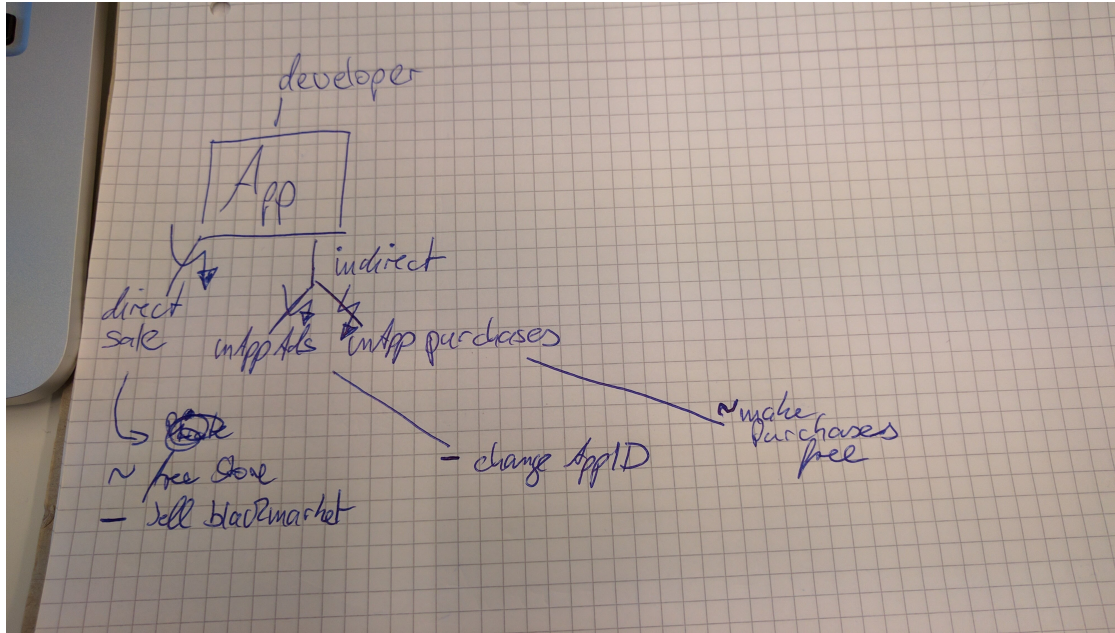 developer
App
indirect
direct
sale
inApp Ads
inApp purchases
~ make
purchases
free
- change AppID
~ free Store
- Sell blackmarket